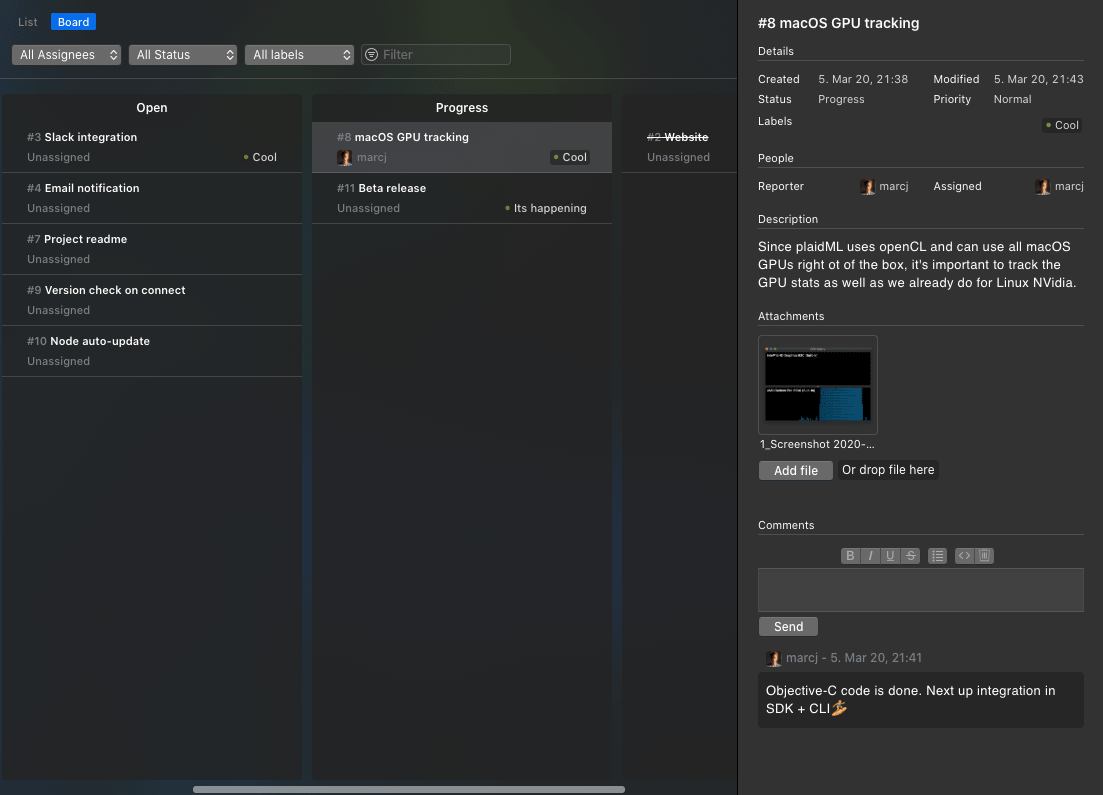 List Board
All Assignees All Status All labels Filter
Open
#3 Slack integration
Unassigned Cool
#4 Email notification
Unassigned
#7 Project readme
Unassigned
#9 Version check on connect
Unassigned
#10 Node auto-update
Unassigned
Progress
#8 macOS GPU tracking
marcj Cool
#11 Beta release
Unassigned Its happening
#2 Website
Unassigned
#8 macOS GPU tracking
Details
Created 5. Mar 20, 21:38 Modified 5. Mar 20, 21:43
Status Progress Priority Normal
Labels Cool
People
Reporter marcj Assigned marcj
Description
Since plaidML uses openCL and can use all macOS
GPUs right ot of the box, it's important to track the
GPU stats as well as we already do for Linux NVidia.
Attachments
1_Screenshot 2020-...
Add file Or drop file here
Comments
B I U S <>
Send
marcj - 5. Mar 20, 21:41
Objective-C code is done. Next up integration in
SDK + CLI🏄